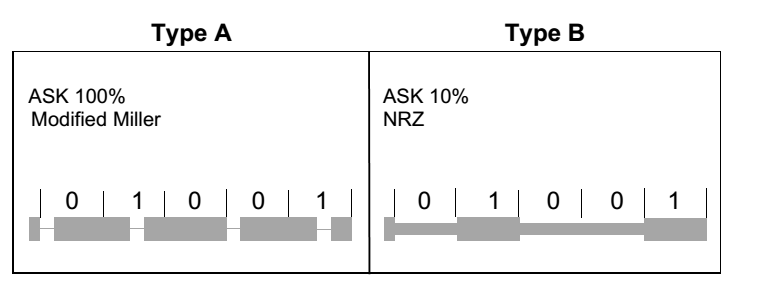 Type A
Type B
ASK 100%
Modified Miller
0 1 0 0 1
ASK 10%
NRZ
0 1 0 0 1